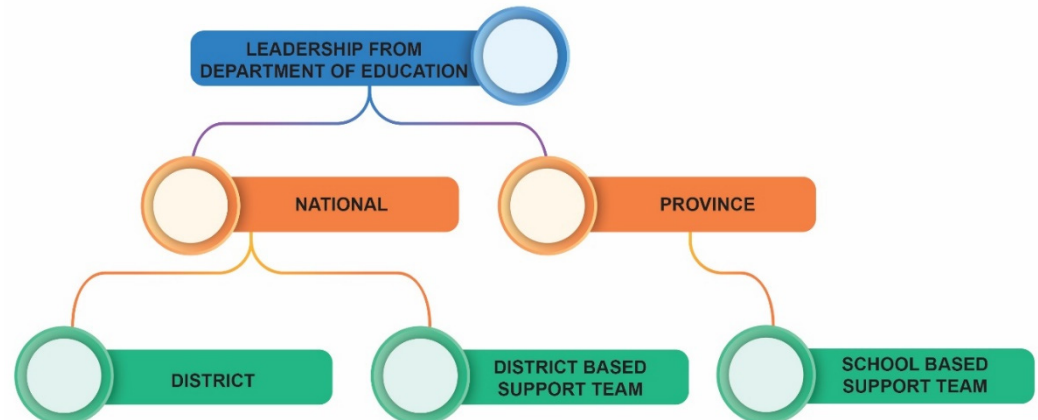 LEADERSHIP FROM
DEPARTMENT OF EDUCATION
NATIONAL
PROVINCE
DISTRICT
DISTRICT BASED
SUPPORT TEAM
SCHOOL BASED
SUPPORT TEAM